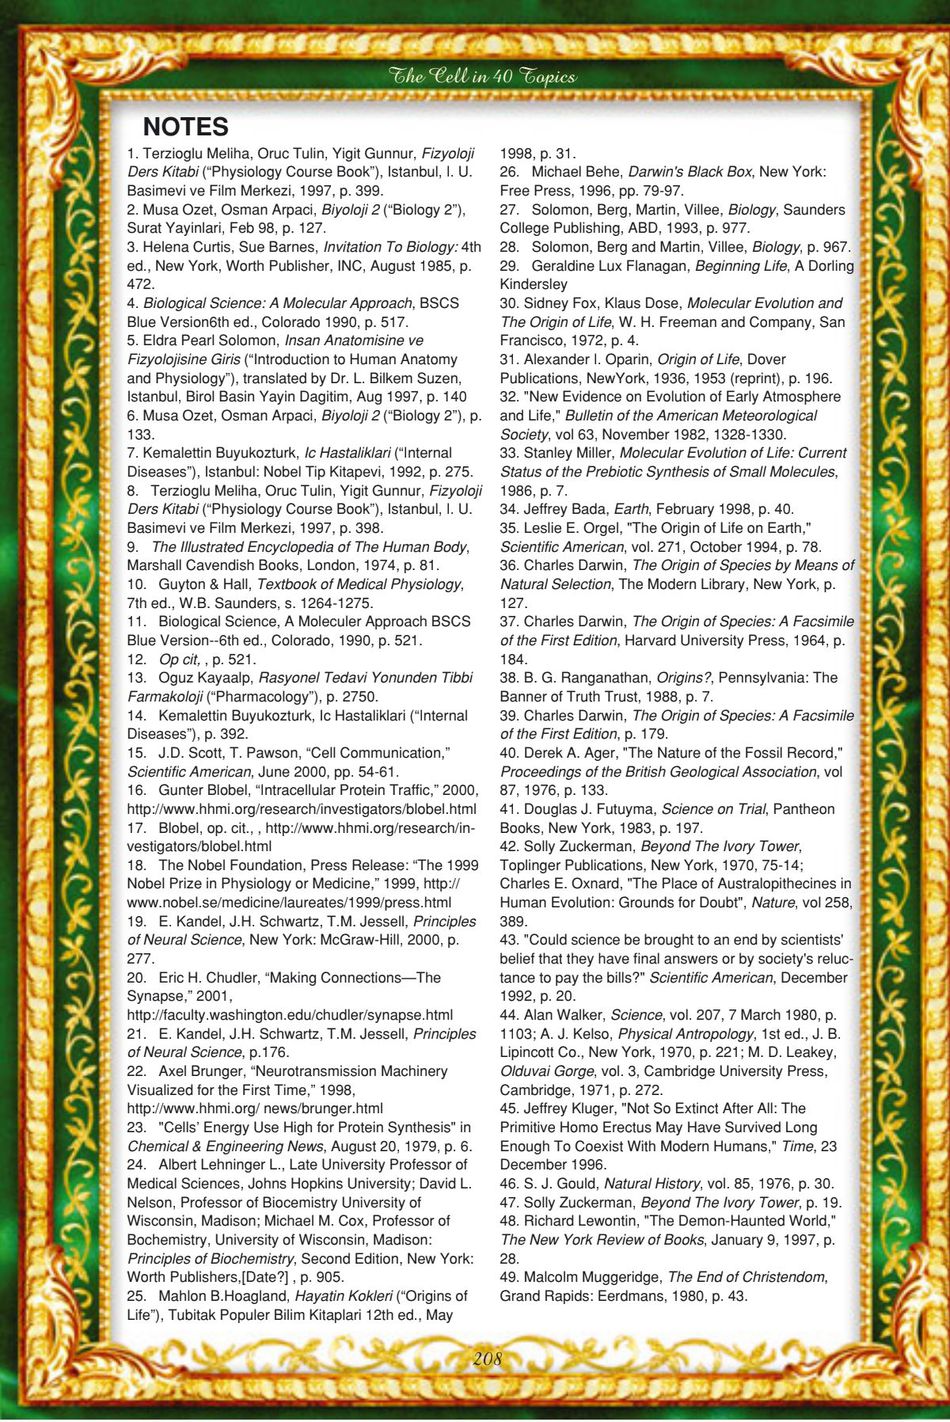 The Cell in 40 Topics
NOTES
1. Terzioglu Meliha, Oruc Tulin, Yigit Gunnur, Fizyoloji
Ders Kitabi (“Physiology Course Book”), Istanbul, I. U.
Basimevi ve Film Merkezi, 1997, p. 399.
2. Musa Ozet, Osman Arpaci, Biyoloji 2 (“Biology 2”),
Surat Yayinlari, Feb 98, p. 127.
3. Helena Curtis, Sue Barnes, Invitation To Biology: 4th
ed., New York, Worth Publisher, INC, August 1985, p.
472.
4. Biological Science: A Molecular Approach, BSCS
Blue Version6th ed., Colorado 1990, p. 517.
5. Eldra Pearl Solomon, Insan Anatomisine ve
Fizyolojisine Giris (“Introduction to Human Anatomy
and Physiology”), translated by Dr. L. Bilkem Suzen,
Istanbul, Birol Basin Yayin Dagitim, Aug 1997, p. 140
6. Musa Ozet, Osman Arpaci, Biyoloji 2 (“Biology 2”), p.
133.
7. Kemalettin Buyukozturk, Ic Hastaliklari (“Internal
Diseases”), Istanbul: Nobel Tip Kitapevi, 1992, p. 275.
8. Terzioglu Meliha, Oruc Tulin, Yigit Gunnur, Fizyoloji
Ders Kitabi (“Physiology Course Book”), Istanbul, I. U.
Basimevi ve Film Merkezi, 1997, p. 398.
9. The Illustrated Encyclopedia of The Human Body,
Marshall Cavendish Books, London, 1974, p. 81.
10. Guyton & Hall, Textbook of Medical Physiology,
7th ed., W.B. Saunders, s. 1264-1275.
11. Biological Science, A Moleculer Approach BSCS
Blue Version--6th ed., Colorado, 1990, p. 521.
12. Op cit, , p. 521.
13. Oguz Kayaalp, Rasyonel Tedavi Yonunden Tibbi
Farmakoloji (“Pharmacology”), p. 2750.
14. Kemalettin Buyukozturk, Ic Hastaliklari (“Internal
Diseases”), p. 392.
15. J.D. Scott, T. Pawson, “Cell Communication,”
Scientific American, June 2000, pp. 54-61.
16. Gunter Blobel, “Intracellular Protein Traffic,” 2000,
http://www.hhmi.org/research/investigators/blobel.html
17. Blobel, op. cit., , http://www.hhmi.org/research/in-
vestigators/blobel.html
18. The Nobel Foundation, Press Release: “The 1999
Nobel Prize in Physiology or Medicine,” 1999, http://
www.nobel.se/medicine/laureates/1999/press.html
19. E. Kandel, J.H. Schwartz, T.M. Jessell, Principles
of Neural Science, New York: McGraw-Hill, 2000, p.
277.
20. Eric H. Chudler, “Making Connections—The
Synapse,” 2001,
http://faculty.washington.edu/chudler/synapse.html
21. E. Kandel, J.H. Schwartz, T.M. Jessell, Principles
of Neural Science, p.176.
22. Axel Brunger, “Neurotransmission Machinery
Visualized for the First Time,” 1998,
http://www.hhmi.org/ news/brunger.html
23. "Cells’ Energy Use High for Protein Synthesis" in
Chemical & Engineering News, August 20, 1979, p. 6.
24. Albert Lehninger L., Late University Professor of
Medical Sciences, Johns Hopkins University; David L.
Nelson, Professor of Biocemistry University of
Wisconsin, Madison; Michael M. Cox, Professor of
Bochemistry, University of Wisconsin, Madison:
Principles of Biochemistry, Second Edition, New York:
Worth Publishers,[Date?] , p. 905.
25. Mahlon B.Hoagland, Hayatin Kokleri (“Origins of
Life”), Tubitak Populer Bilim Kitaplari 12th ed., May
1998, p. 31.
26. Michael Behe, Darwin's Black Box, New York:
Free Press, 1996, pp. 79-97.
27. Solomon, Berg, Martin, Villee, Biology, Saunders
College Publishing, ABD, 1993, p. 977.
28. Solomon, Berg and Martin, Villee, Biology, p. 967.
29. Geraldine Lux Flanagan, Beginning Life, A Dorling
Kindersley
30. Sidney Fox, Klaus Dose, Molecular Evolution and
The Origin of Life, W. H. Freeman and Company, San
Francisco, 1972, p. 4.
31. Alexander I. Oparin, Origin of Life, Dover
Publications, NewYork, 1936, 1953 (reprint), p. 196.
32. "New Evidence on Evolution of Early Atmosphere
and Life," Bulletin of the American Meteorological
Society, vol 63, November 1982, 1328-1330.
33. Stanley Miller, Molecular Evolution of Life: Current
Status of the Prebiotic Synthesis of Small Molecules,
1986, p. 7.
34. Jeffrey Bada, Earth, February 1998, p. 40.
35. Leslie E. Orgel, "The Origin of Life on Earth,"
Scientific American, vol. 271, October 1994, p. 78.
36. Charles Darwin, The Origin of Species by Means of
Natural Selection, The Modern Library, New York, p.
127.
37. Charles Darwin, The Origin of Species: A Facsimile
of the First Edition, Harvard University Press, 1964, p.
184.
38. B. G. Ranganathan, Origins?, Pennsylvania: The
Banner of Truth Trust, 1988, p. 7.
39. Charles Darwin, The Origin of Species: A Facsimile
of the First Edition, p. 179.
40. Derek A. Ager, "The Nature of the Fossil Record,"
Proceedings of the British Geological Association, vol
87, 1976, p. 133.
41. Douglas J. Futuyma, Science on Trial, Pantheon
Books, New York, 1983, p. 197.
42. Solly Zuckerman, Beyond The Ivory Tower,
Toplinger Publications, New York, 1970, 75-14;
Charles E. Oxnard, "The Place of Australopithecines in
Human Evolution: Grounds for Doubt", Nature, vol 258,
389.
43. "Could science be brought to an end by scientists'
belief that they have final answers or by society's reluc-
tance to pay the bills?" Scientific American, December
1992, p. 20.
44. Alan Walker, Science, vol. 207, 7 March 1980, p.
1103; A. J. Kelso, Physical Antropology, 1st ed., J. B.
Lipincott Co., New York, 1970, p. 221; M. D. Leakey,
Olduvai Gorge, vol. 3, Cambridge University Press,
Cambridge, 1971, p. 272.
45. Jeffrey Kluger, "Not So Extinct After All: The
Primitive Homo Erectus May Have Survived Long
Enough To Coexist With Modern Humans," Time, 23
December 1996.
46. S. J. Gould, Natural History, vol. 85, 1976, p. 30.
47. Solly Zuckerman, Beyond The Ivory Tower, p. 19.
48. Richard Lewontin, "The Demon-Haunted World,"
The New York Review of Books, January 9, 1997, p.
28.
49. Malcolm Muggeridge, The End of Christendom,
Grand Rapids: Eerdmans, 1980, p. 43.
208